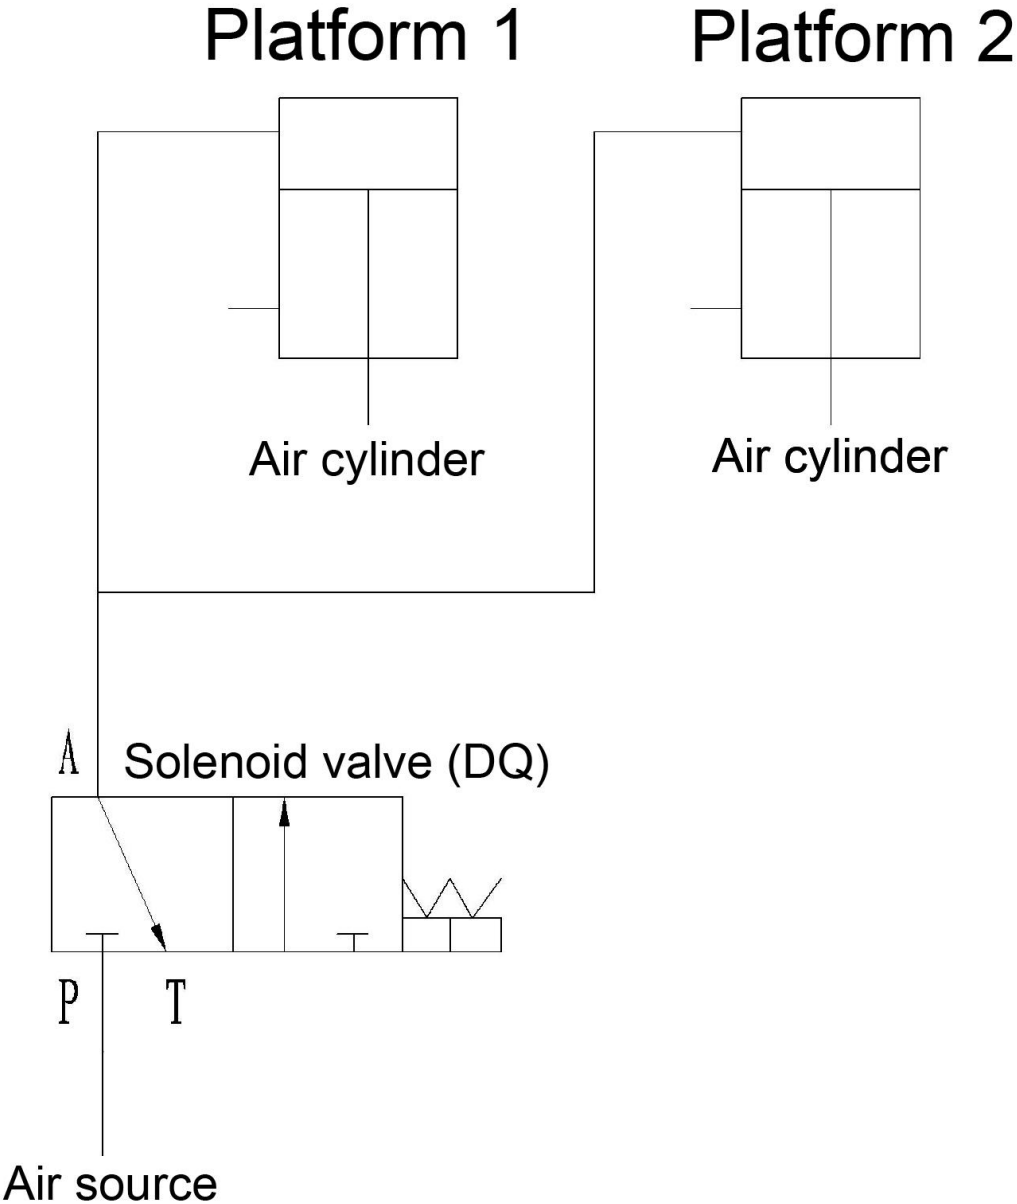 Platform 1
Platform 2
Air cylinder
Air cylinder
A
Solenoid valve (DQ)
P
T
Air source